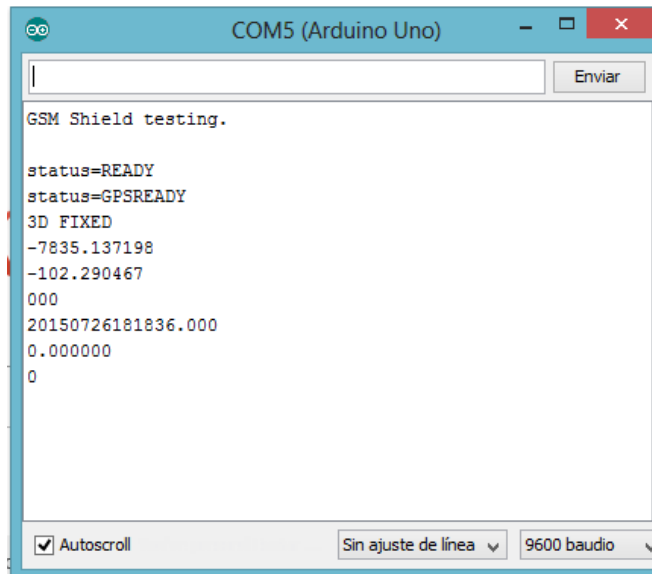 COM5 (Arduino Uno)
Enviar
GSM Shield testing.
status=READY
status=GPSREADY
3D FIXED
-7835.137198
-102.290467
000
20150726181836.000
0.000000
0
Autoscroll
Sin ajuste de línea
9600 baudio